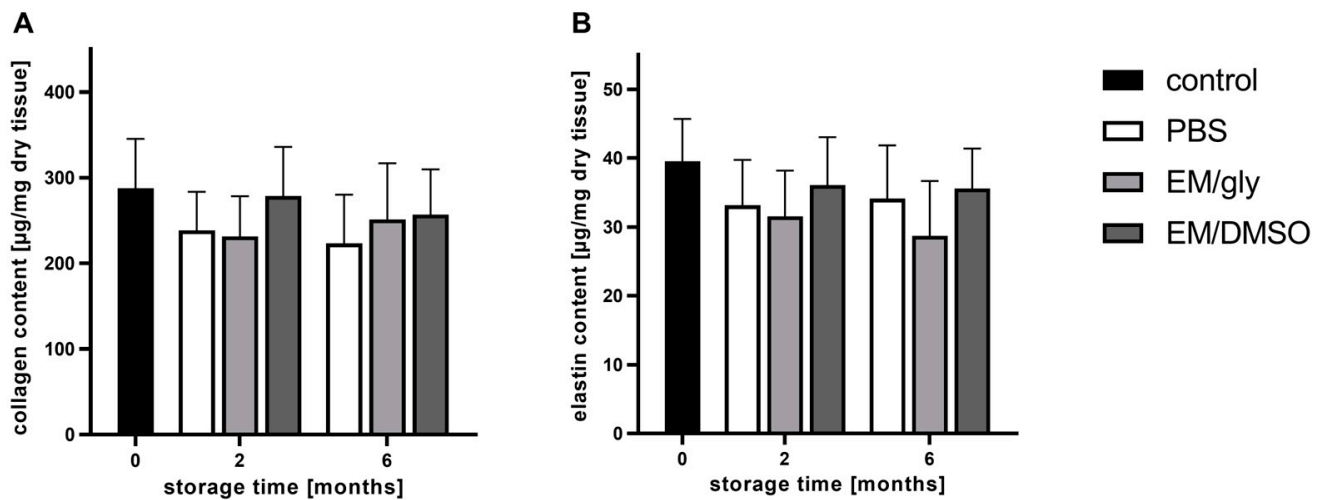 A
collagen content [µg/mg dry tissue]
400
300
200
100
0
0 2 6
storage time [months]
B
elastin content [µg/mg dry tissue]
50
40
30
20
10
0
0 2 6
storage time [months]
control
PBS
EM/gly
EM/DMSO